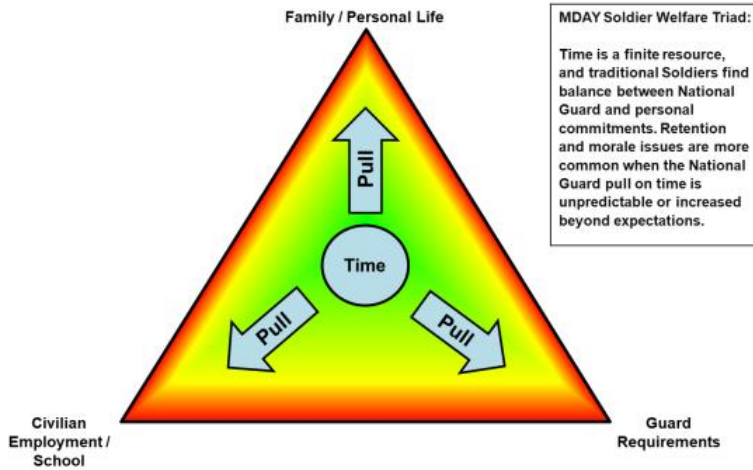 Family / Personal Life
MDAY Soldier Welfare Triad:
Time is a finite resource,
and traditional Soldiers find
balance between National
Guard and personal
commitments. Retention
and morale issues are more
common when the National
Guard pull on time is
unpredictable or increased
beyond expectations.
Pull
Time
Pull
Pull
Civilian
Employment /
School
Guard
Requirements